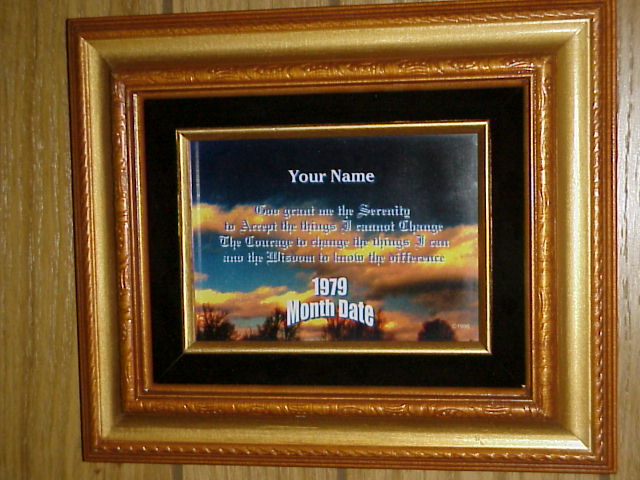 Your Name
God grant me the Serenity
to Accept the things I cannot Change
The Courage to change the things I can
and the Wisdom to know the difference
1979
Month Date
©1996